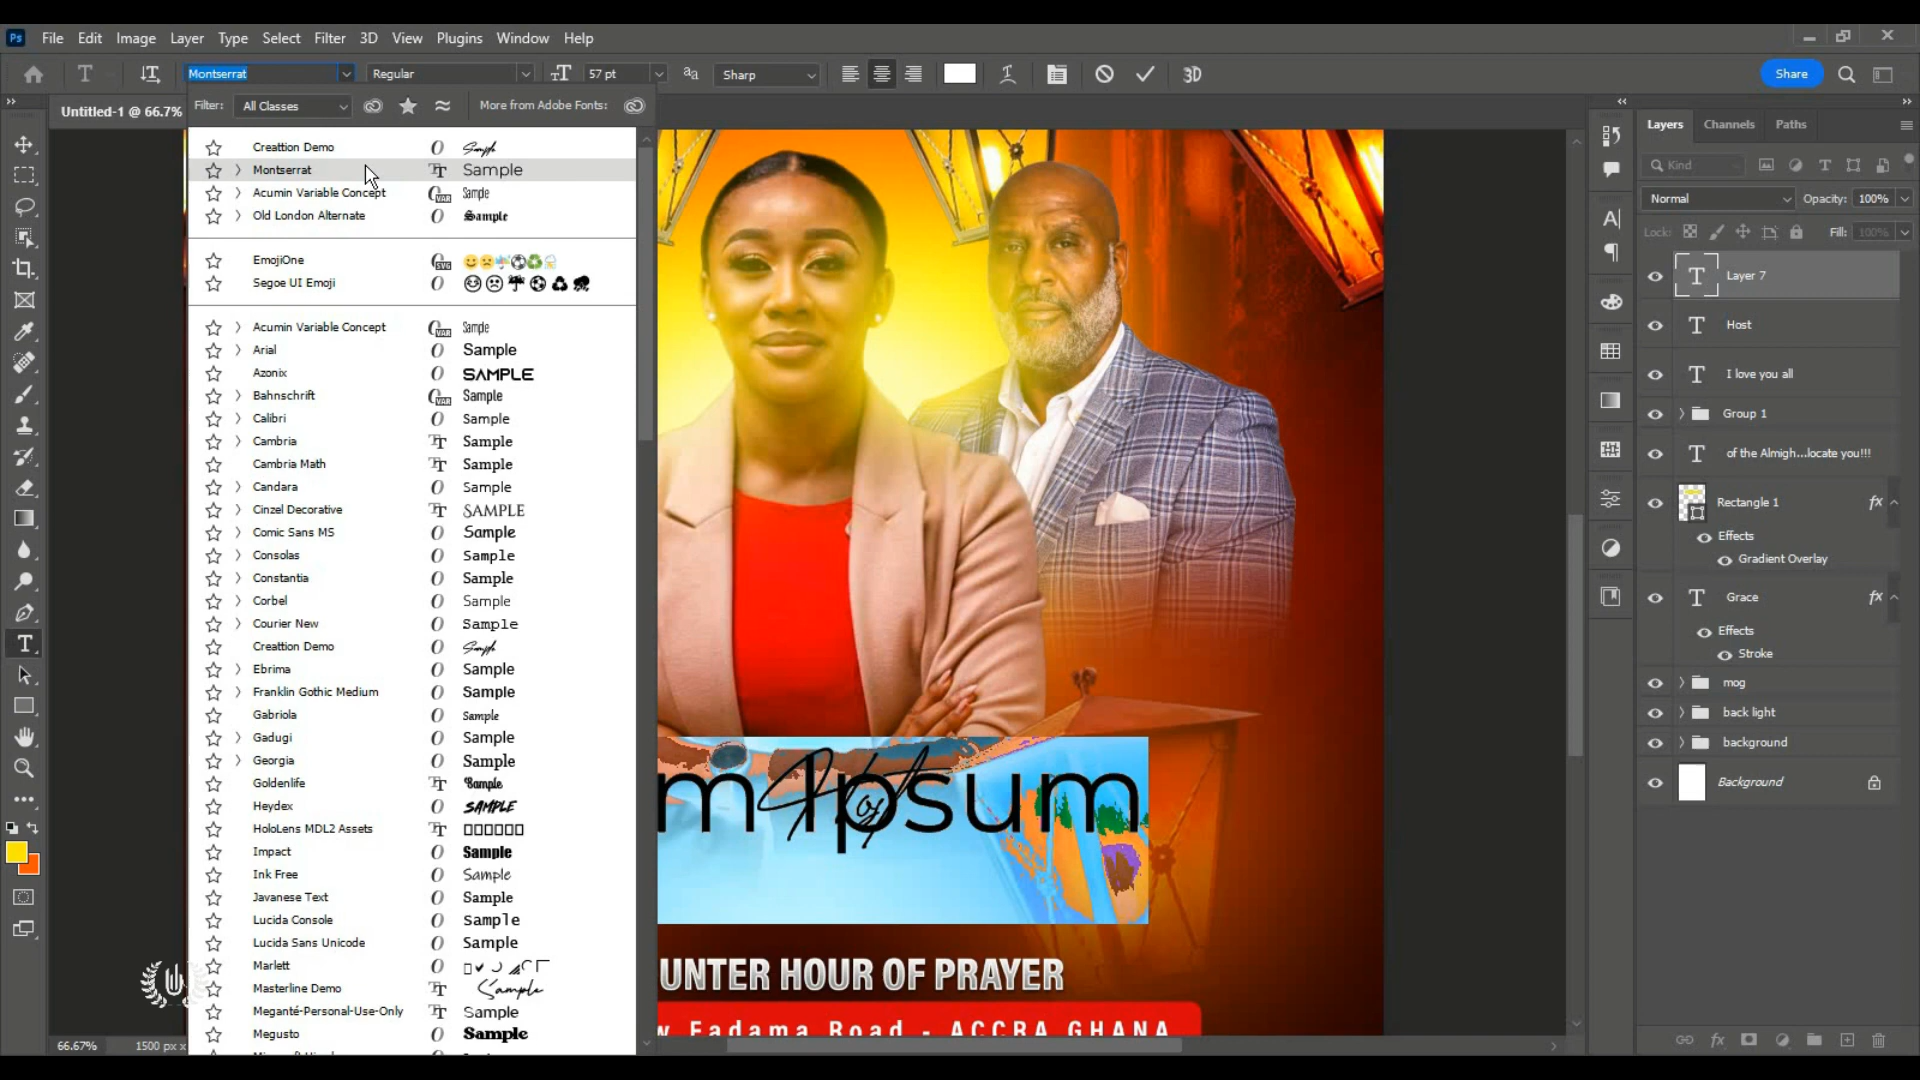 Ps File Edit Image Layer Type Select Filter 3D View Plugins Window Help
Montserrat Regular 57 pt Sharp 3D Share
Untitled-1 @ 66.7%
Filter: All Classes More from Adobe Fonts:
Creattion Demo Sample
Montserrat Sample
Acumin Variable Concept Sample
Old London Alternate Sample
EmojiOne
Segoe UI Emoji
Acumin Variable Concept Sample
Arial Sample
Azonix SAMPLE
Bahnschrift Sample
Calibri Sample
Cambria Sample
Cambria Math Sample
Candara Sample
Cinzel Decorative SAMPLE
Comic Sans MS Sample
Consolas Sample
Constantia Sample
Corbel Sample
Courier New Sample
Creattion Demo Sample
Ebrima Sample
Franklin Gothic Medium Sample
Gabriola Sample
Gadugi Sample
Georgia Sample
Goldenlife Sample
Heydex SAMPLE
HoloLens MDL2 Assets
Impact Sample
Ink Free Sample
Javanese Text Sample
Lucida Console Sample
Lucida Sans Unicode Sample
Marlett
Masterline Demo Sample
Meganté-Personal-Use-Only Sample
Megusto Sample
m Ipsum
Host
UNTER HOUR OF PRAYER
w Fadama Road - ACCRA GHANA
66.67% 1500 px x
Layers Channels Paths
Kind
Normal Opacity: 100%
Lock: Fill: 100%
Layer 7
Host
I love you all
Group 1
of the Almigh...locate you!!!
Rectangle 1 fx
Effects
Gradient Overlay
Grace fx
Effects
Stroke
mog
back light
background
Background